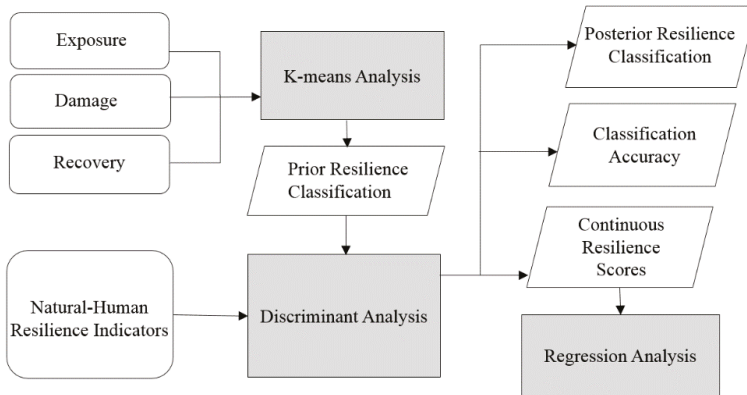 Exposure
Damage
Recovery
K-means Analysis
Prior Resilience
Classification
Natural-Human
Resilience Indicators
Discriminant Analysis
Posterior Resilience
Classification
Classification
Accuracy
Continuous
Resilience
Scores
Regression Analysis